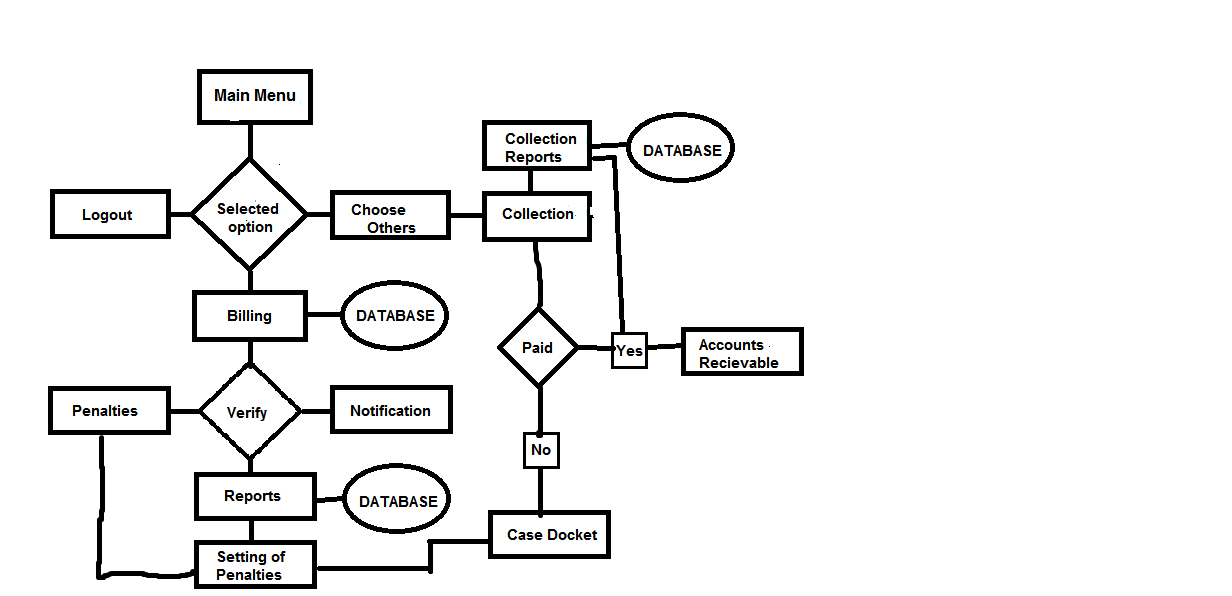 Main Menu
Collection
Reports
DATABASE
Logout
Selected
option
Choose
Others
Collection
Billing
DATABASE
Paid
Yes
Accounts
Recievable
Penalties
Verify
Notification
No
Reports
DATABASE
Case Docket
Setting of
Penalties